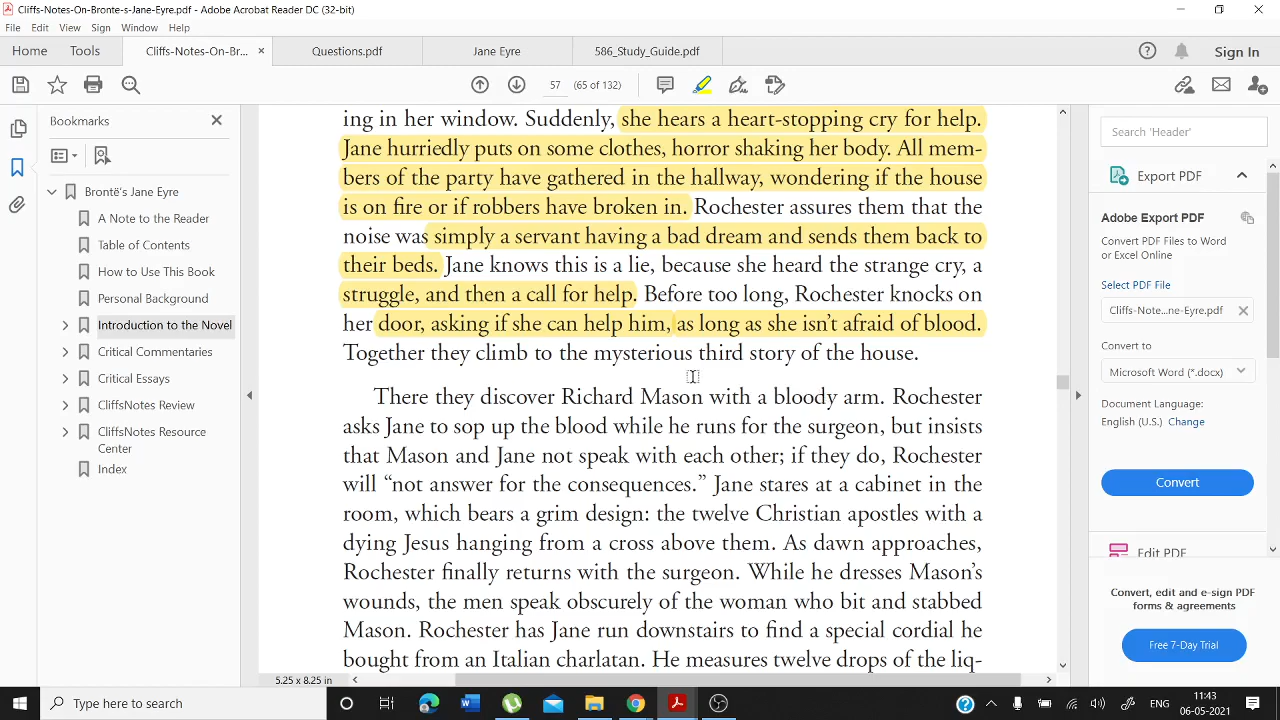 Cliffs-Notes-On-Bronte-s-Jane-Eyre.pdf - Adobe Acrobat Reader DC (32-bit)
File Edit View Sign Window Help
Home Tools Cliffs-Notes-On-Br... × Questions.pdf Jane Eyre 586_Study_Guide.pdf Sign In
57 (65 of 132)
Bookmarks
Brontë's Jane Eyre
A Note to the Reader
Table of Contents
How to Use This Book
Personal Background
Introduction to the Novel
Critical Commentaries
Critical Essays
CliffsNotes Review
CliffsNotes Resource
Center
Index
ing in her window. Suddenly, she hears a heart-stopping cry for help.
Jane hurriedly puts on some clothes, horror shaking her body. All mem-
bers of the party have gathered in the hallway, wondering if the house
is on fire or if robbers have broken in. Rochester assures them that the
noise was simply a servant having a bad dream and sends them back to
their beds. Jane knows this is a lie, because she heard the strange cry, a
struggle, and then a call for help. Before too long, Rochester knocks on
her door, asking if she can help him, as long as she isn't afraid of blood.
Together they climb to the mysterious third story of the house.
There they discover Richard Mason with a bloody arm. Rochester
asks Jane to sop up the blood while he runs for the surgeon, but insists
that Mason and Jane not speak with each other; if they do, Rochester
will “not answer for the consequences.” Jane stares at a cabinet in the
room, which bears a grim design: the twelve Christian apostles with a
dying Jesus hanging from a cross above them. As dawn approaches,
Rochester finally returns with the surgeon. While he dresses Mason's
wounds, the men speak obscurely of the woman who bit and stabbed
Mason. Rochester has Jane run downstairs to find a special cordial he
bought from an Italian charlatan. He measures twelve drops of the liq-
5.25 x 8.25 in
Search 'Header'
Export PDF
Adobe Export PDF
Convert PDF Files to Word
or Excel Online
Select PDF File
Cliffs-Notes...ne-Eyre.pdf
Convert to
Microsoft Word (*.docx)
Document Language:
English (U.S.) Change
Convert
Edit PDF
Convert, edit and e-sign PDF
forms & agreements
Free 7-Day Trial
Type here to search
ENG
11:43
06-05-2021